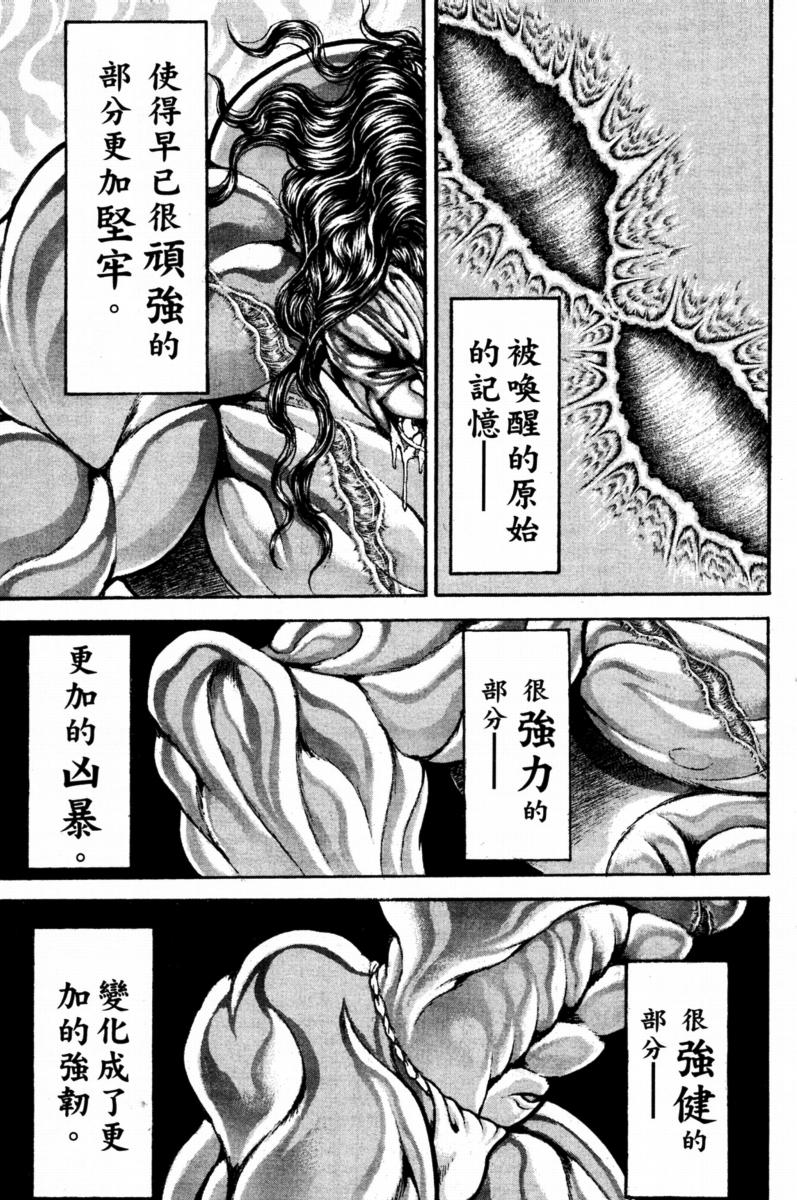 被喚醒的原始
的記憶——
使得早已很頑強的
部分更加堅牢。
很強力的
部分——
更加的凶暴。
很強健的
部分——
變化成了更
加的強韌。